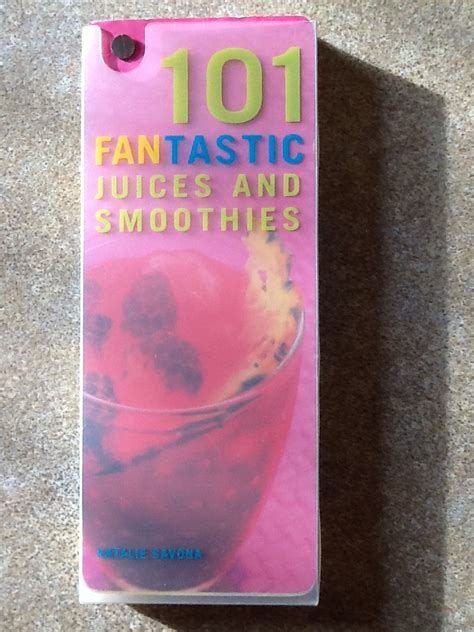 101
FANTASTIC
JUICES AND
SMOOTHIES
NATALIE SAVONA